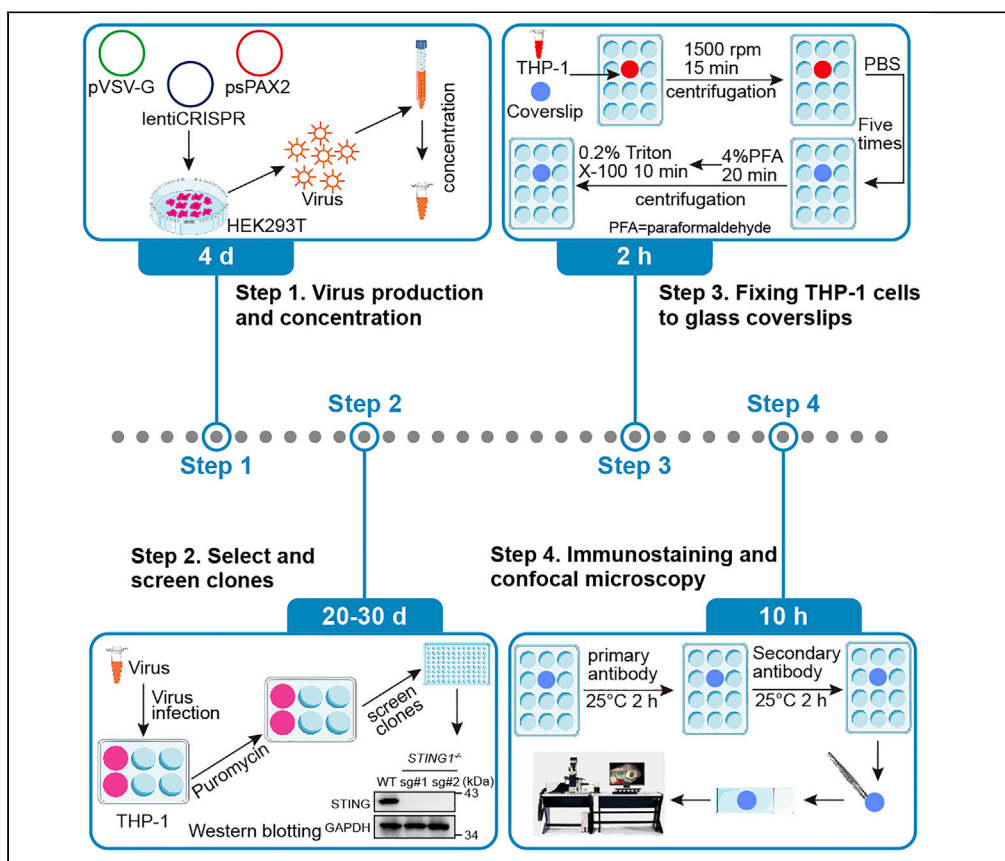 pVSV-G
psPAX2
lentiCRISPR
Virus
HEK293T
concentration
4 d
Step 1. Virus production
and concentration
THP-1
Coverslip
1500 rpm
15 min
centrifugation
PBS
Five
times
4%PFA
20 min
0.2% Triton
X-100 10 min
centrifugation
PFA=paraformaldehyde
2 h
Step 3. Fixing THP-1 cells
to glass coverslips
Step 1
Step 2
Step 3
Step 4
Step 2. Select and
screen clones
20-30 d
Virus
Virus
infection
THP-1
Puromycin
screen
clones
STING1-/-
WT sg#1 sg#2 (kDa)
STING
43
GAPDH
34
Western blotting
Step 4. Immunostaining and
confocal microscopy
10 h
primary
antibody
25°C 2 h
Secondary
antibody
25°C 2 h